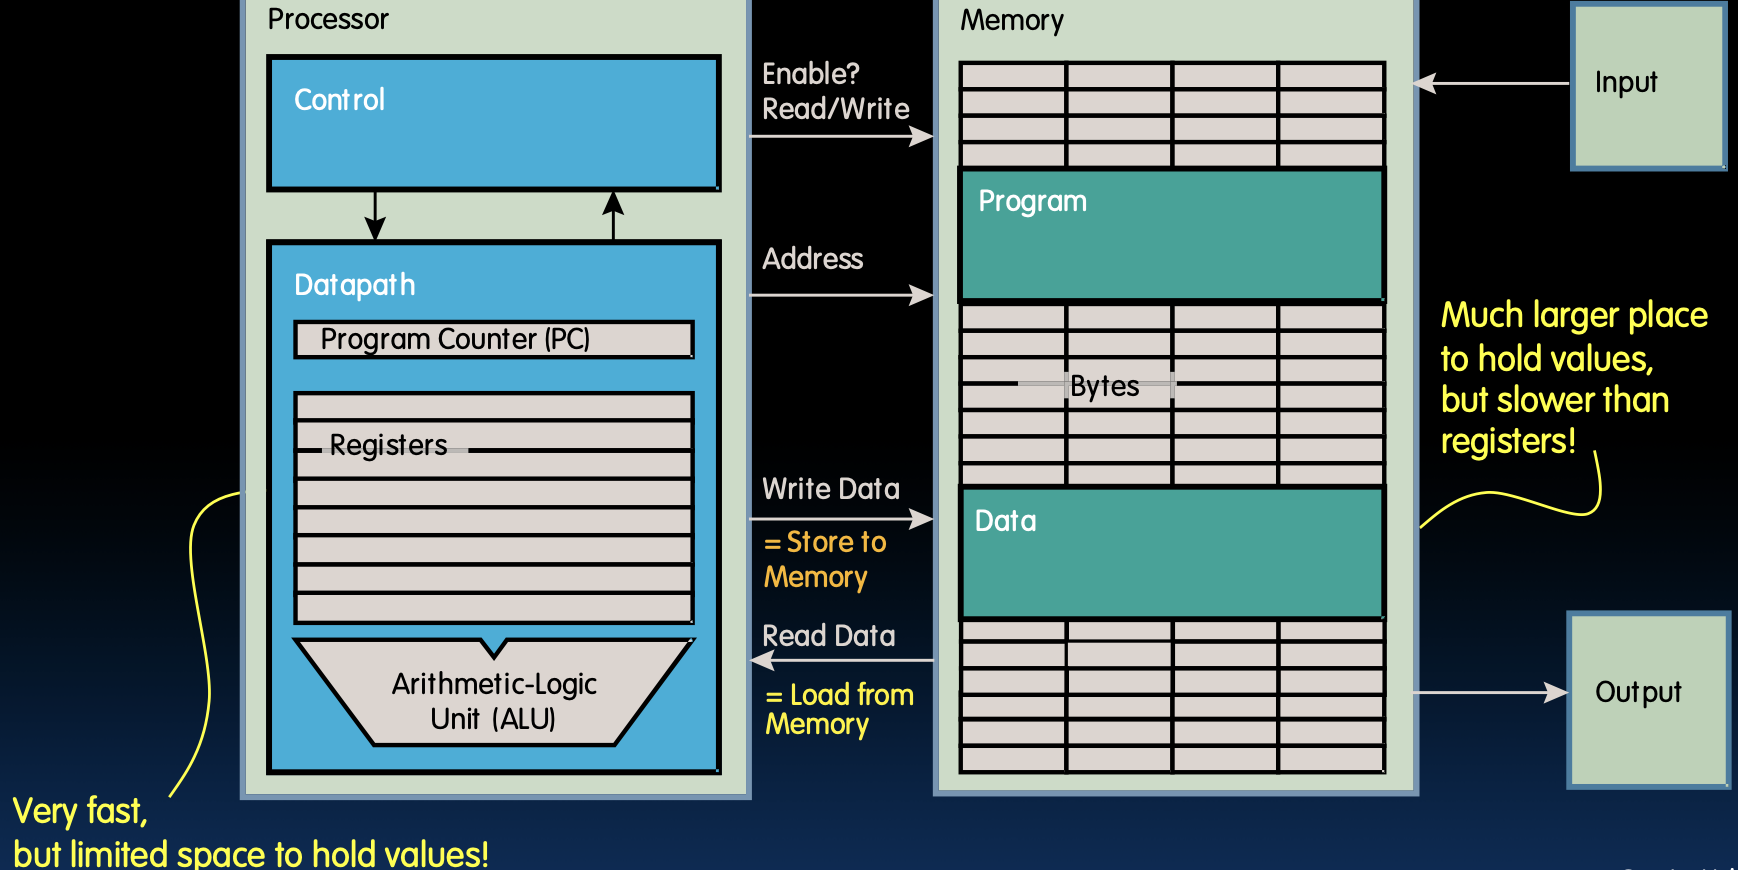 Processor
Control
Datapath
Program Counter (PC)
Registers
Arithmetic-Logic
Unit (ALU)
Very fast,
but limited space to hold values!
Enable?
Read/Write
Address
Write Data
= Store to
Memory
Read Data
= Load from
Memory
Memory
Program
Bytes
Data
Input
Much larger place
to hold values,
but slower than
registers!
Output